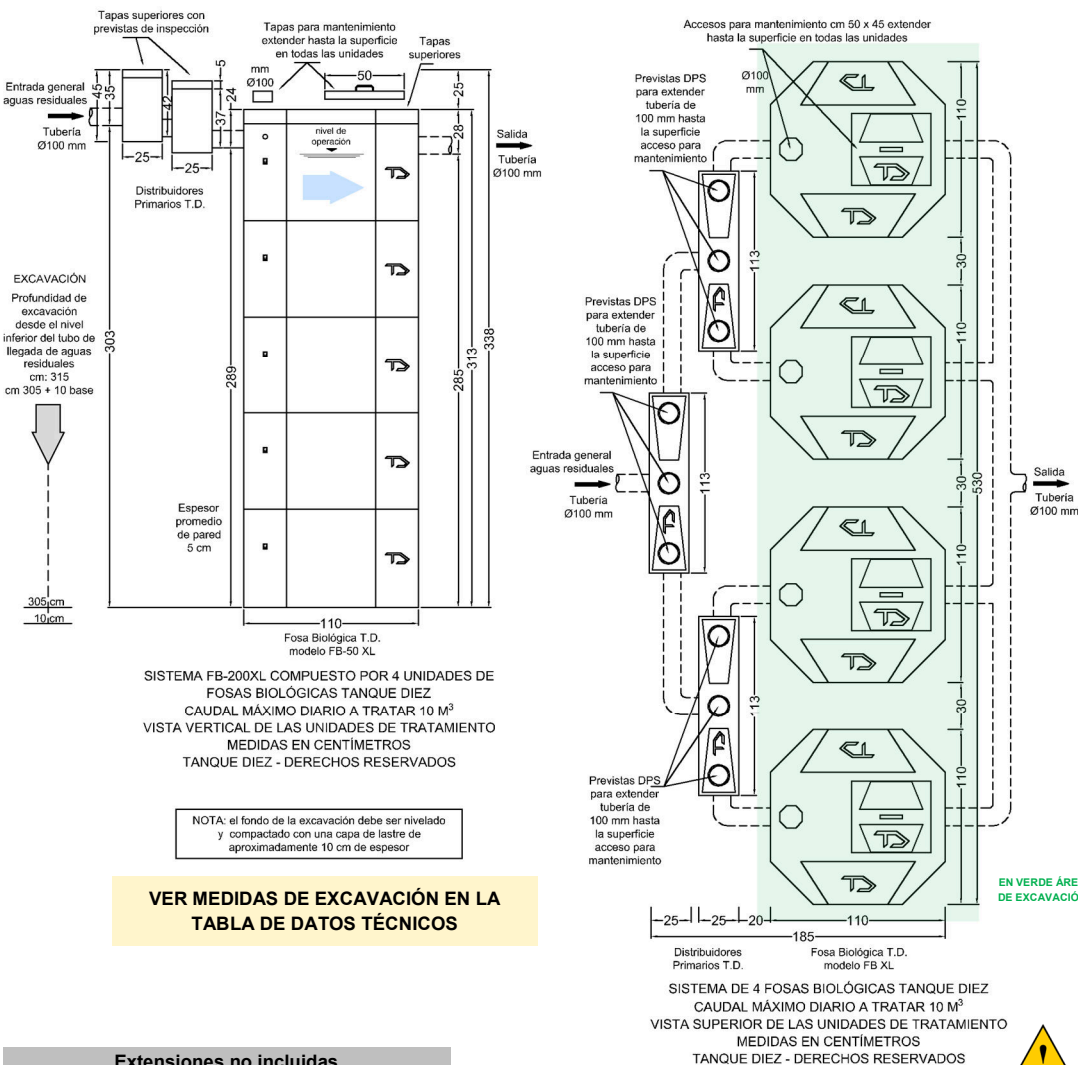 Tapas superiores con
previstas de inspección
Tapas para mantenimiento
extender hasta la superficie
en todas las unidades
Tapas
superiores
mm
Ø100
50
5
24
37
42
35
45
25
25
25
28
Entrada general
aguas residuales
Tubería
Ø100 mm
Distribuidores
Primarios T.D.
nivel de
operación
Salida
Tubería
Ø100 mm
EXCAVACIÓN
Profundidad de
excavación
desde el nivel
inferior del tubo de
llegada de aguas
residuales
cm: 315
cm 305 + 10 base
303
289
285
313
338
Espesor
promedio
de pared
5 cm
305 cm
10 cm
110
Fosa Biológica T.D.
modelo FB-50 XL
SISTEMA FB-200XL COMPUESTO POR 4 UNIDADES DE
FOSAS BIOLÓGICAS TANQUE DIEZ
CAUDAL MÁXIMO DIARIO A TRATAR 10 M³
VISTA VERTICAL DE LAS UNIDADES DE TRATAMIENTO
MEDIDAS EN CENTÍMETROS
TANQUE DIEZ - DERECHOS RESERVADOS
NOTA: el fondo de la excavación debe ser nivelado
y compactado con una capa de lastre de
aproximadamente 10 cm de espesor
VER MEDIDAS DE EXCAVACIÓN EN LA
TABLA DE DATOS TÉCNICOS
Extensiones no incluidas
Accesos para mantenimiento cm 50 x 45 extender
hasta la superficie en todas las unidades
Previstas DPS
para extender
tubería de
100 mm hasta
la superficie
acceso para
mantenimiento
Ø100
mm
110
113
30
110
Previstas DPS
para extender
tubería de
100 mm hasta
la superficie
acceso para
mantenimiento
Entrada general
aguas residuales
Tubería
Ø100 mm
113
30
530
Salida
Tubería
Ø100 mm
110
113
30
110
Previstas DPS
para extender
tubería de
100 mm hasta
la superficie
acceso para
mantenimiento
EN VERDE ÁRE
DE EXCAVACIÓ
25
25
20
110
185
Distribuidores
Primarios T.D.
Fosa Biológica T.D.
modelo FB XL
SISTEMA DE 4 FOSAS BIOLÓGICAS TANQUE DIEZ
CAUDAL MÁXIMO DIARIO A TRATAR 10 M³
VISTA SUPERIOR DE LAS UNIDADES DE TRATAMIENTO
MEDIDAS EN CENTÍMETROS
TANQUE DIEZ - DERECHOS RESERVADOS